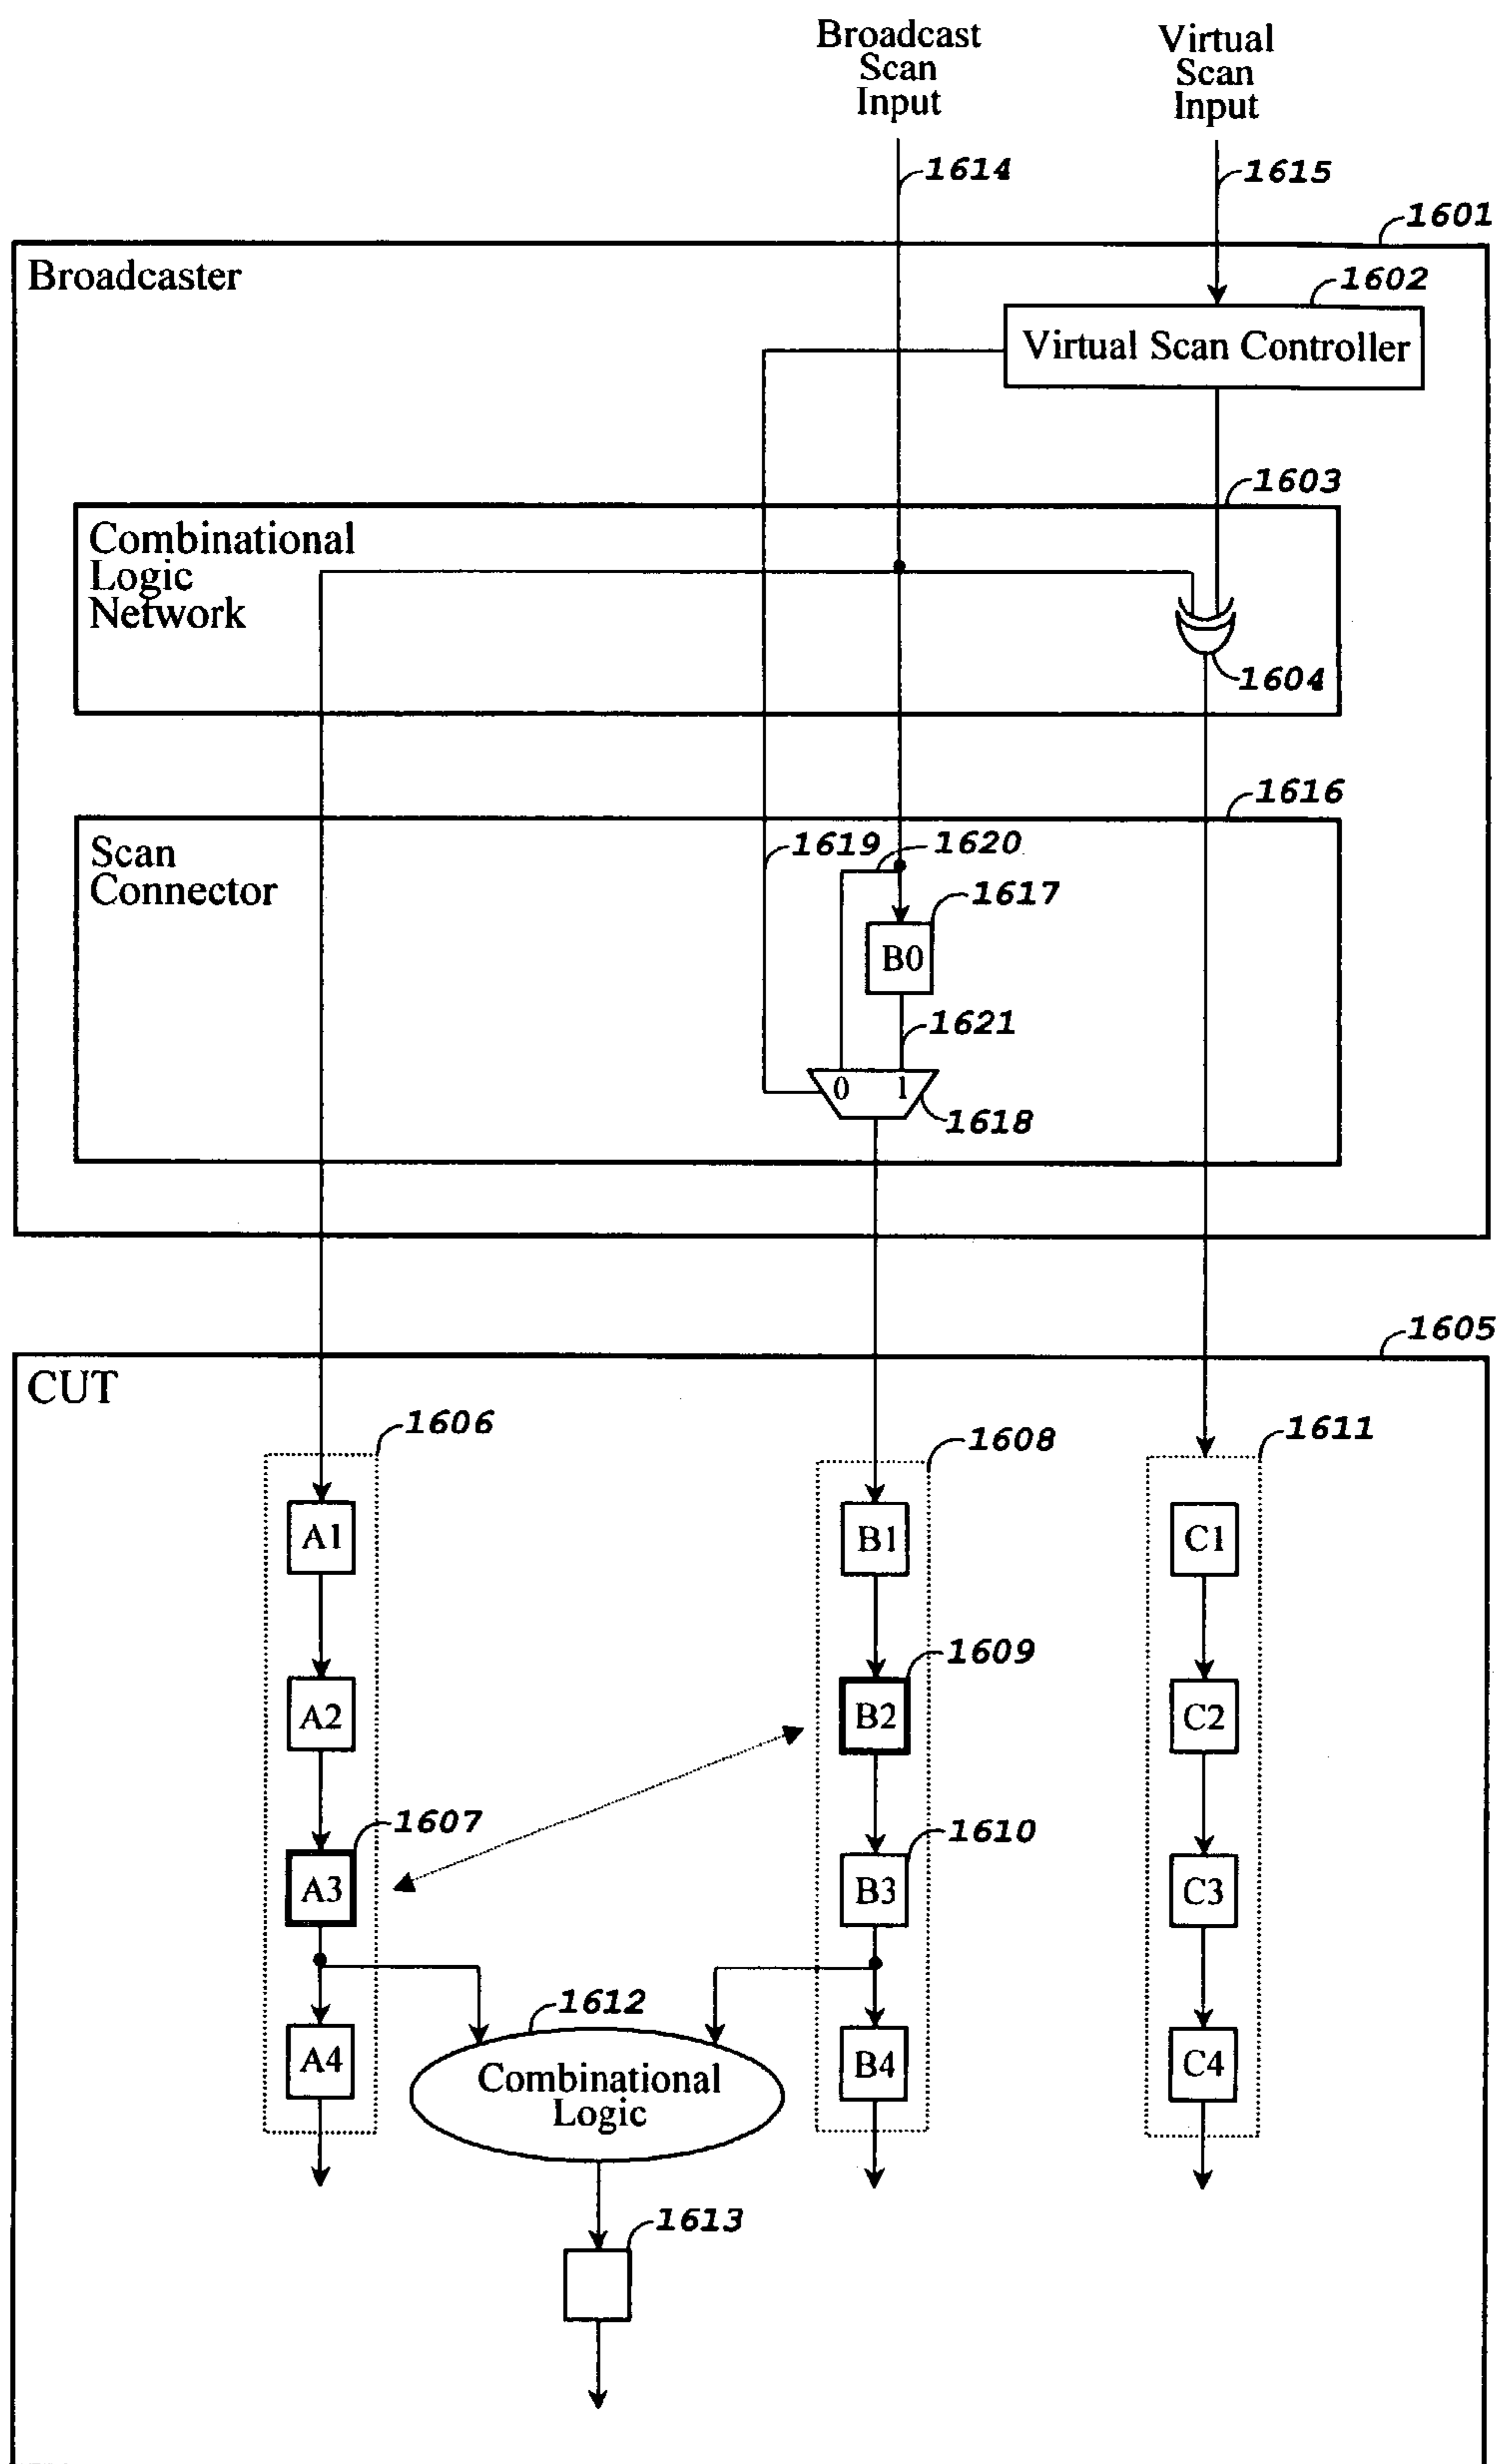 Broadcast
Scan
Input
Virtual
Scan
Input
1614
1615
1601
Broadcaster
1602
Virtual Scan Controller
1603
Combinational
Logic
Network
1604
1616
Scan
Connector
1619
1620
1617
B0
1621
0
1
1618
1605
CUT
1606
1608
1611
A1
B1
C1
1609
A2
B2
C2
1607
1610
A3
B3
C3
1612
A4
Combinational
Logic
B4
C4
1613